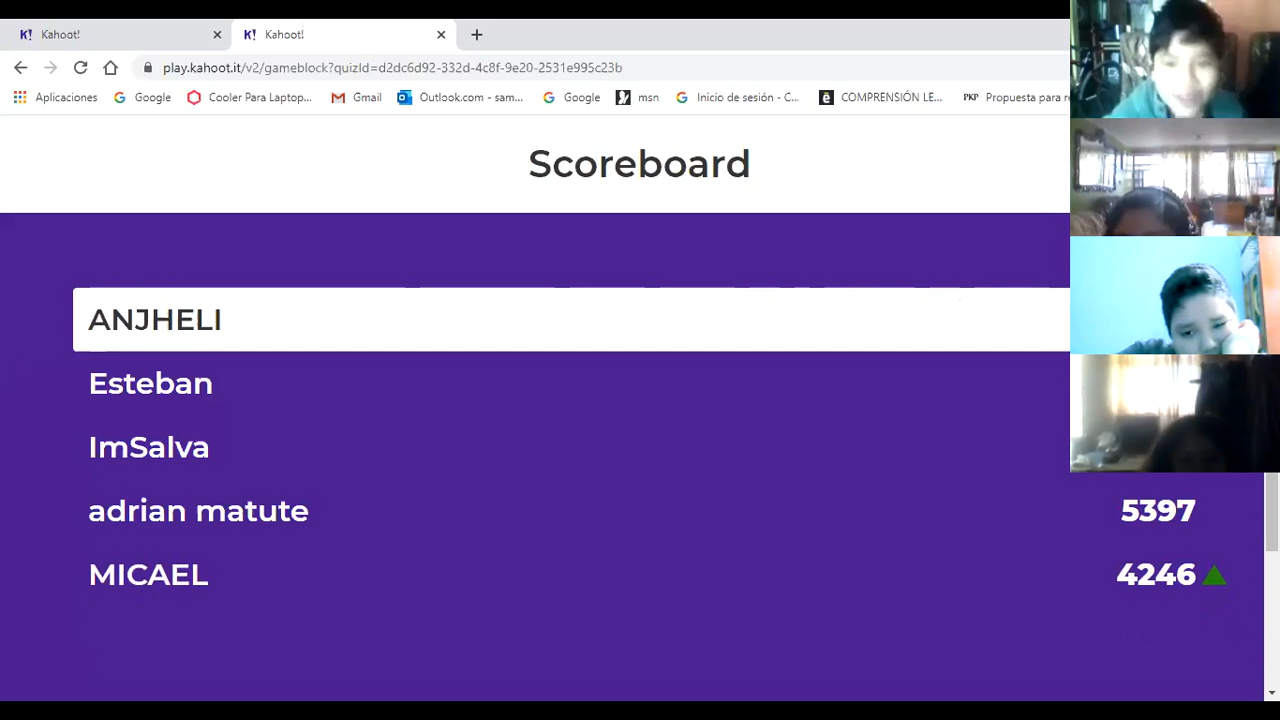 K! Kahoot! × K! Kahoot! × +
play.kahoot.it/v2/gameblock?quizId=d2dc6d92-332d-4c8f-9e20-2531e995c23b
Aplicaciones Google Cooler Para Laptop... Gmail Outlook.com - sam... Google msn Inicio de sesión - C... COMPRENSIÓN LE... PKP Propuesta para re
Scoreboard
ANJHELI
Esteban
ImSalva
adrian matute 5397
MICAEL 4246